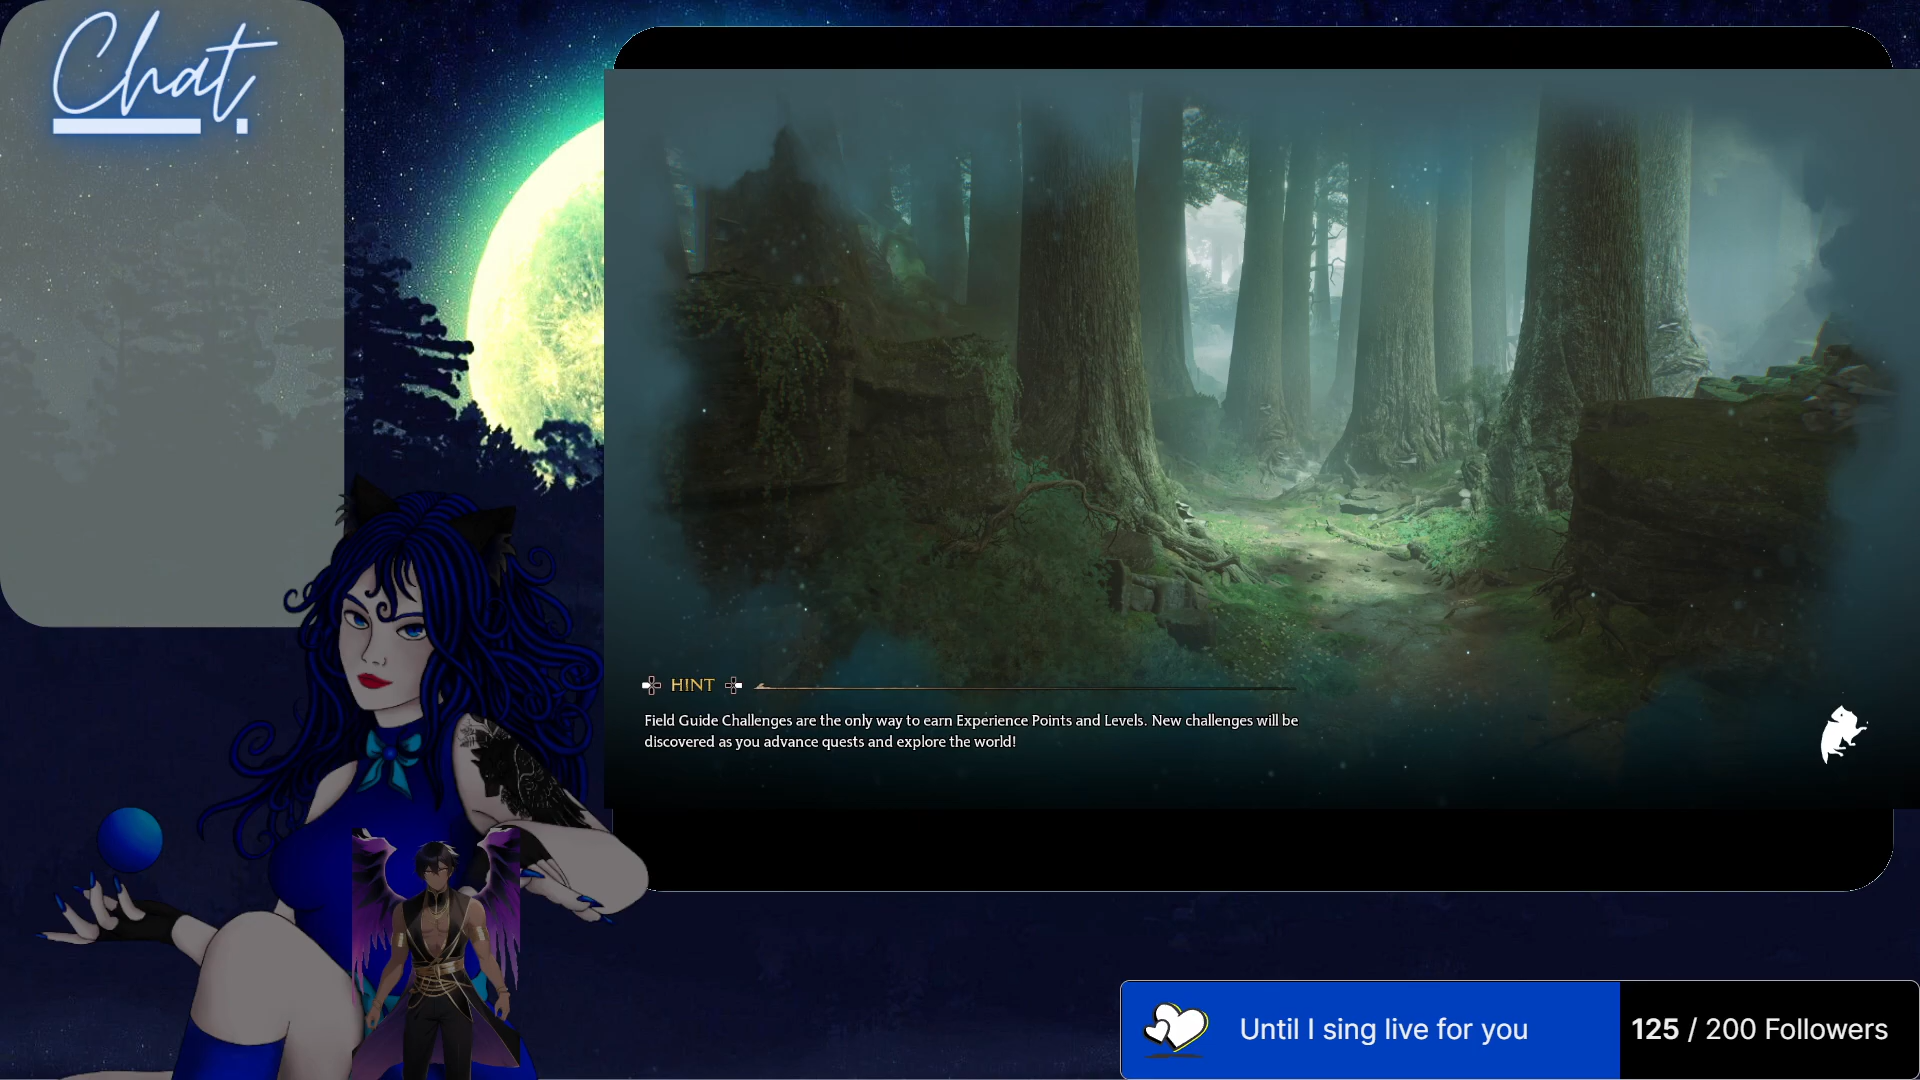 Chat
HINT
Field Guide Challenges are the only way to earn Experience Points and Levels. New challenges will be
discovered as you advance quests and explore the world!
Until I sing live for you
125 / 200 Followers